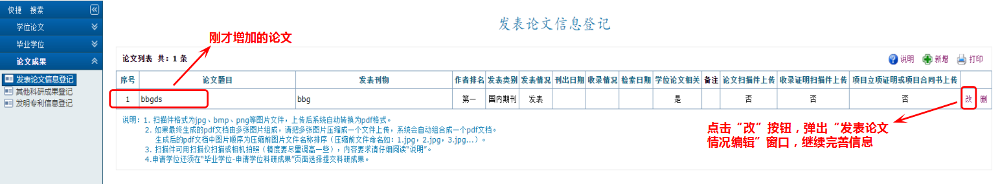 快捷 搜索
学位论文
毕业学位
论文成果
发表论文信息登记
其他科研成果登记
发明专利信息登记
发表论文信息登记
刚才增加的论文
论文列表 共: 1 条
说明 新增 打印
序号 论文题目 发表刊物 作者排名 发表类别 发表情况 刊出日期 收录情况 检索日期 学位论文相关 备注 论文扫描件上传 收录证明扫描件上传 项目立项证明或项目合同书上传
1 bbgds bbg 第一 国内期刊 发表 是 否 否 否 改 删
说明: 1. 扫描件格式为jpg、bmp、png等图片文件，上传后系统自动转换为pdf格式。
2. 如果最终生成的pdf文档由多张图片组成，请把多张图片压缩成一个文件上传，系统会自动组合成一个pdf文档。
生成后的pdf文档中图片顺序为压缩前图片文件名称排序（压缩前文件命名如: 1.jpg，2.jpg，3.jpg...）。
3. 扫描件可用扫描仪扫描或相机拍照（精度要尽量调高一些），内容要求请仔细阅读“说明”。
4.申请学位还须在“毕业学位-申请学位科研成果”页面选择提交科研成果。
点击“改”按钮，弹出“发表论文
情况编辑”窗口，继续完善信息